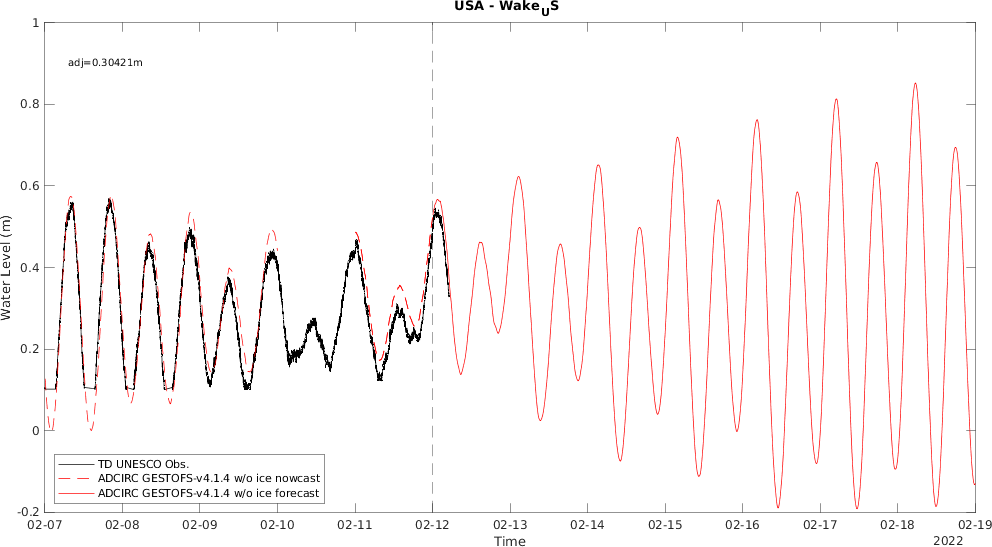 USA - Wake_US
adj=0.30421m
Water Level (m)
1
0.8
0.6
0.4
0.2
0
-0.2
TD UNESCO Obs.
ADCIRC GESTOFS-v4.1.4 w/o ice nowcast
ADCIRC GESTOFS-v4.1.4 w/o ice forecast
02-07 02-08 02-09 02-10 02-11 02-12 02-13 02-14 02-15 02-16 02-17 02-18 02-19
Time
2022